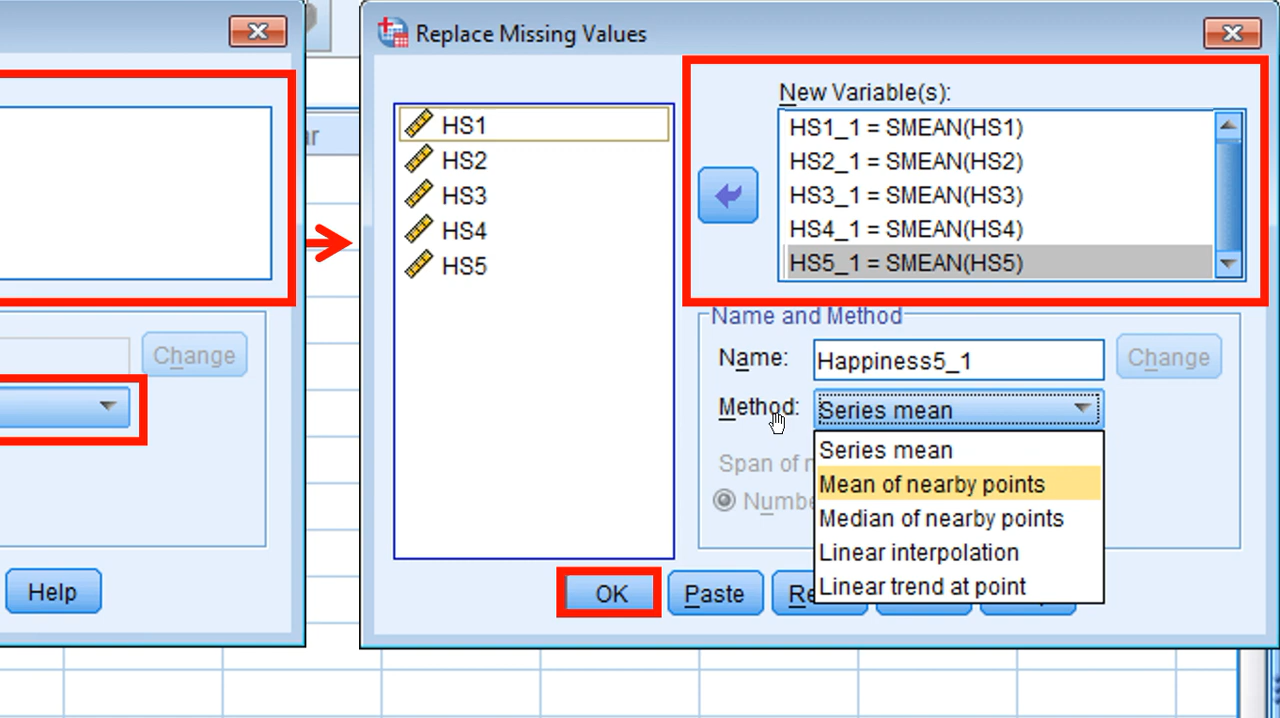 Change
Help
Replace Missing Values
HS1
HS2
HS3
HS4
HS5
New Variable(s):
HS1_1 = SMEAN(HS1)
HS2_1 = SMEAN(HS2)
HS3_1 = SMEAN(HS3)
HS4_1 = SMEAN(HS4)
HS5_1 = SMEAN(HS5)
Name and Method
Name: Happiness5_1 Change
Method: Series mean
Series mean
Mean of nearby points
Median of nearby points
Linear interpolation
Linear trend at point
Span of
OK Paste